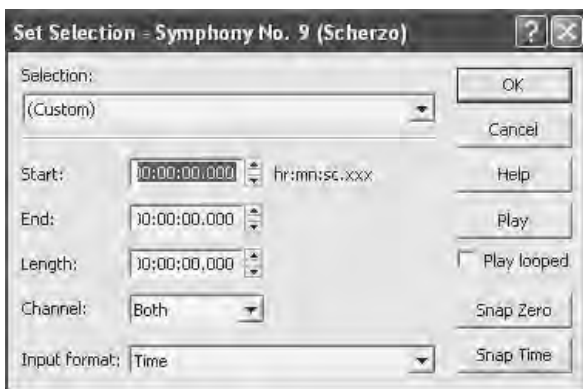 Set Selection - Symphony No. 9 (Scherzo)
Selection:
(Custom)
OK
Cancel
Start: 00:00:00.000 hr:mn:sc.xxx
Help
End: 00:00:00.000
Play
Length: 00:00:00.000
Play looped
Channel: Both
Snap Zero
Input format: Time
Snap Time